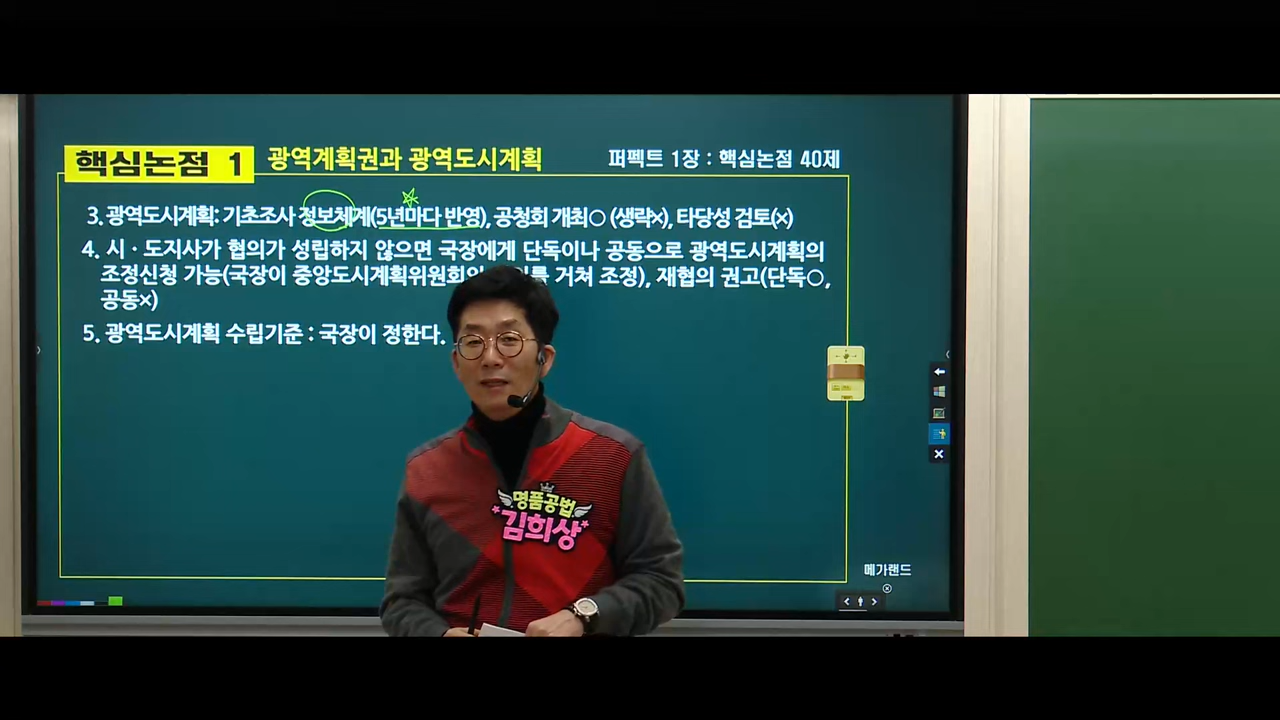 핵심논점 1 광역계획권과 광역도시계획 퍼펙트 1장 : 핵심논점 40제
3. 광역도시계획: 기초조사 정보체계(5년마다 반영), 공청회 개최○ (생략×), 타당성 검토(×)
4. 시ㆍ도지사가 협의가 성립하지 않으면 국장에게 단독이나 공동으로 광역도시계획의
조정신청 가능(국장이 중앙도시계획위원회의 거쳐 조정), 재협의 권고(단독○,
공동×)
5. 광역도시계획 수립기준 : 국장이 정한다.
명품공법
김희상
메가랜드